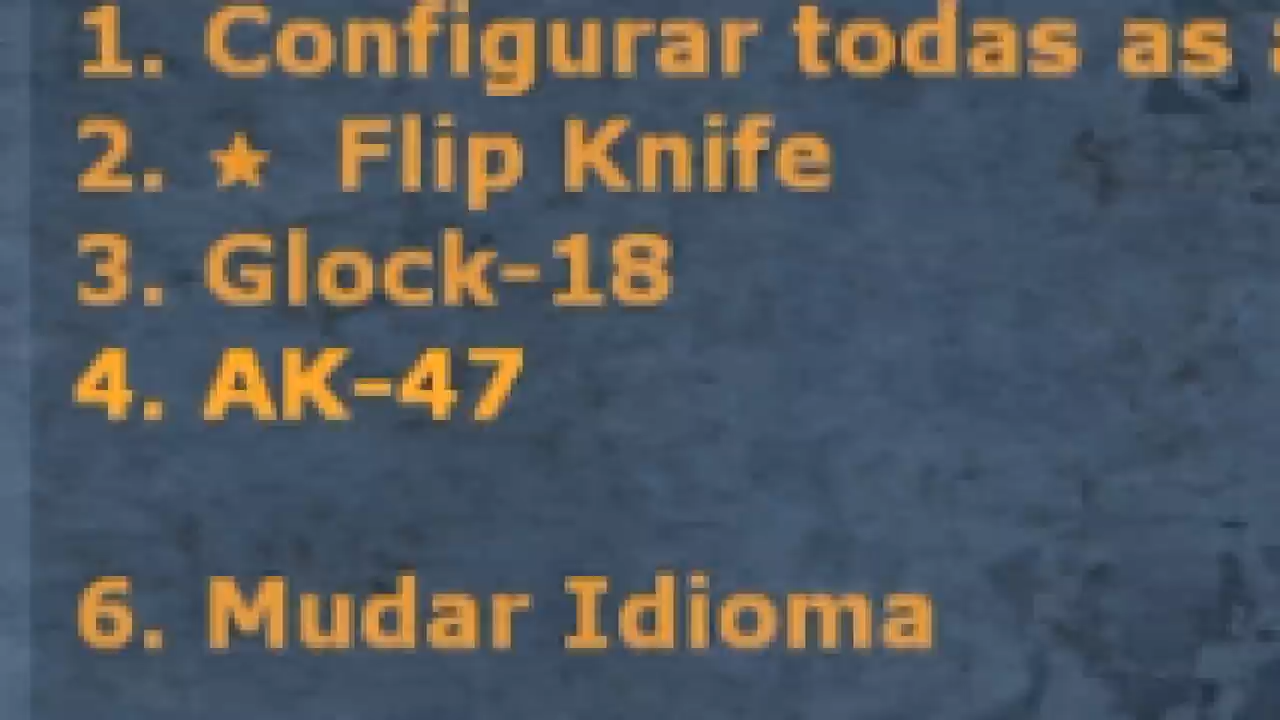 1. Configurar todas as
2. ★ Flip Knife
3. Glock-18
4. AK-47
6. Mudar Idioma